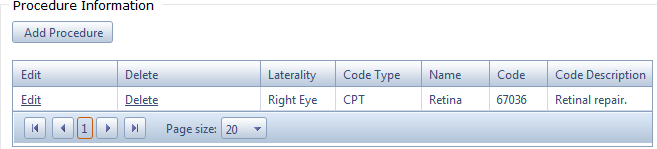 Procedure Information
Add Procedure
Edit Delete Laterality Code Type Name Code Code Description
Edit Delete Right Eye CPT Retina 67036 Retinal repair.
1 Page size: 20